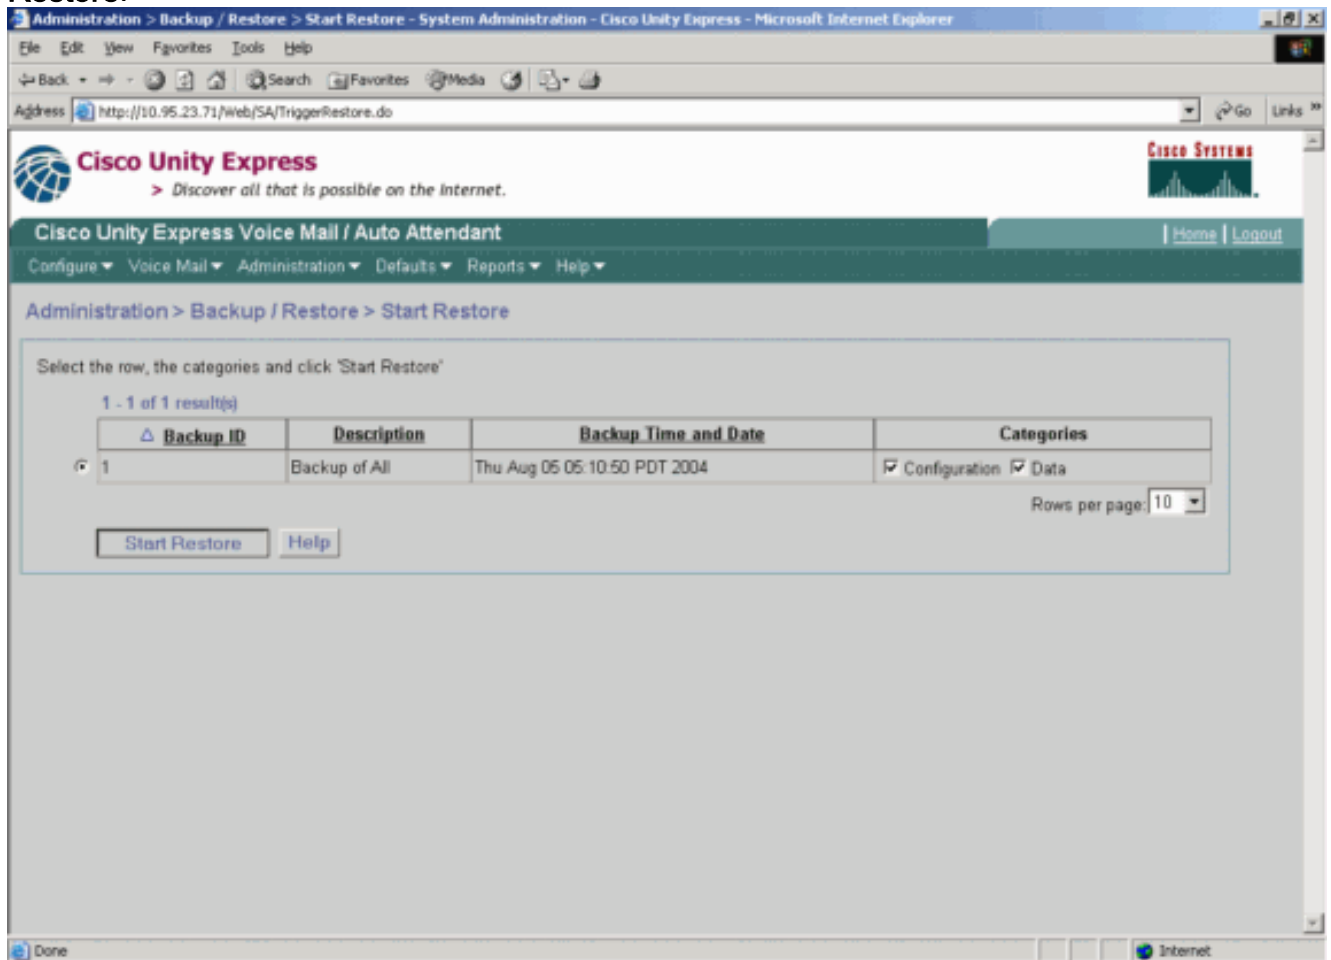 Restore.
Administration > Backup / Restore > Start Restore - System Administration - Cisco Unity Express - Microsoft Internet Explorer
File Edit View Favorites Tools Help
Back Search Favorites Media
Address http://10.95.23.71/Web/SA/TriggerRestore.do Go Links »
Cisco Unity Express
> Discover all that is possible on the Internet.
CISCO SYSTEMS
Cisco Unity Express Voice Mail / Auto Attendant
| Home | Logout
Configure Voice Mail Administration Defaults Reports Help
Administration > Backup / Restore > Start Restore
Select the row, the categories and click 'Start Restore'
1 - 1 of 1 result(s)
Backup ID Description Backup Time and Date Categories
1 Backup of All Thu Aug 05 05:10:50 PDT 2004 Configuration Data
Rows per page: 10
Start Restore Help
Done Internet